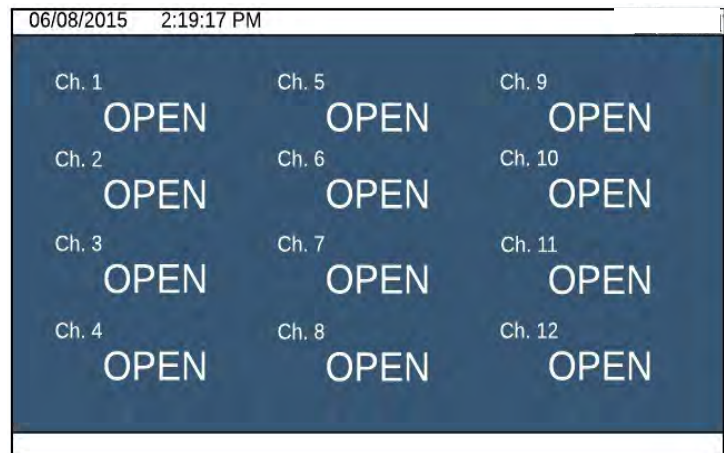 06/08/2015 2:19:17 PM
Ch. 1 Ch. 5 Ch. 9
OPEN OPEN OPEN
Ch. 2 Ch. 6 Ch. 10
OPEN OPEN OPEN
Ch. 3 Ch. 7 Ch. 11
OPEN OPEN OPEN
Ch. 4 Ch. 8 Ch. 12
OPEN OPEN OPEN